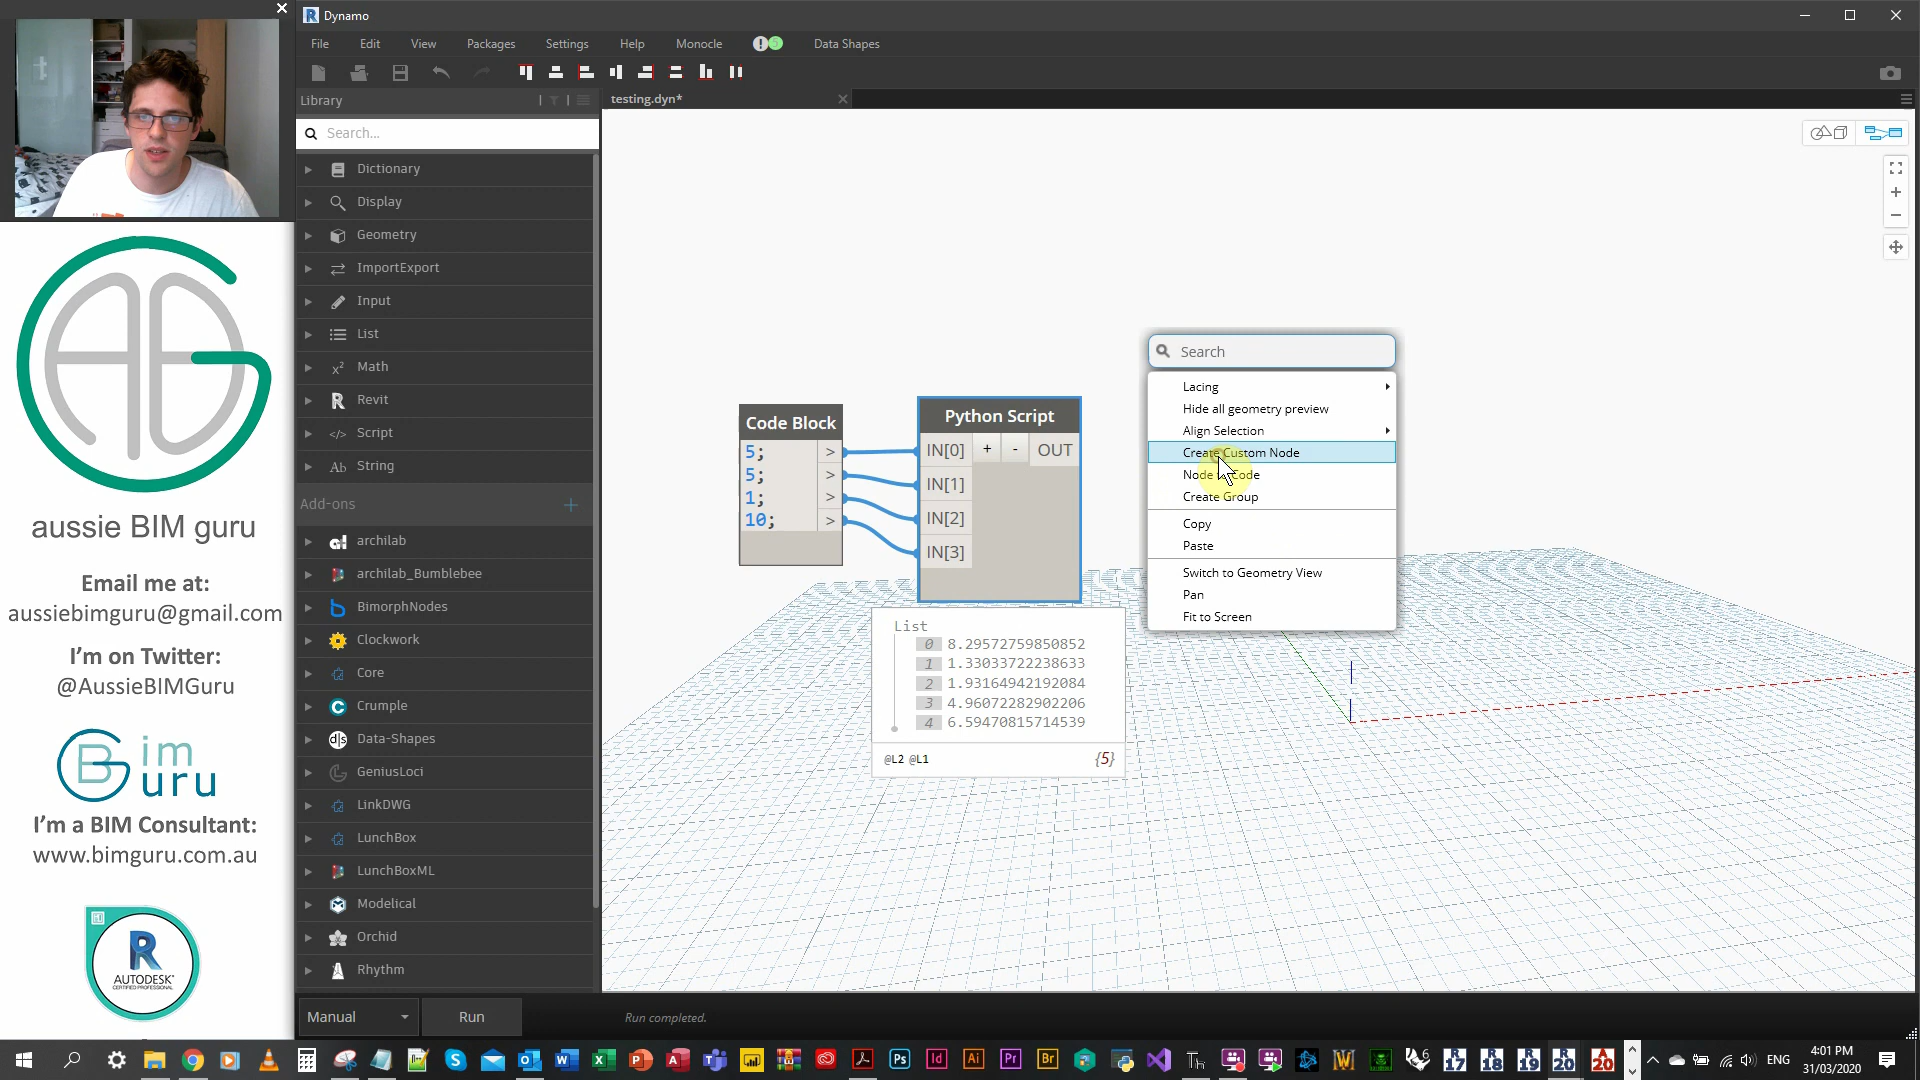 Dynamo
File Edit View Packages Settings Help Monocle Data Shapes
Library
Search...
Dictionary
Display
Geometry
ImportExport
Input
List
Math
Revit
Script
String
Add-ons
archilab
archilab_Bumblebee
BimorphNodes
Clockwork
Core
Crumple
Data-Shapes
GeniusLoci
LinkDWG
LunchBox
LunchBoxML
Modelical
Orchid
Rhythm
testing.dyn*
Code Block
5; >
5; >
1; >
10; >
Python Script
IN[0] + - OUT
IN[1]
IN[2]
IN[3]
List
0 8.29572759850852
1 1.33033722238633
2 1.93164942192084
3 4.96072282902206
4 6.59470815714539
@L2 @L1 {5}
Search
Lacing
Hide all geometry preview
Align Selection
Create Custom Node
Node to Code
Create Group
Copy
Paste
Switch to Geometry View
Pan
Fit to Screen
aussie BIM guru
Email me at:
aussiebimguru@gmail.com
I'm on Twitter:
@AussieBIMGuru
Bim
Guru
I'm a BIM Consultant:
www.bimguru.com.au
R
AUTODESK
CERTIFIED PROFESSIONAL
Manual Run Run completed.
ENG
4:01 PM
31/03/2020